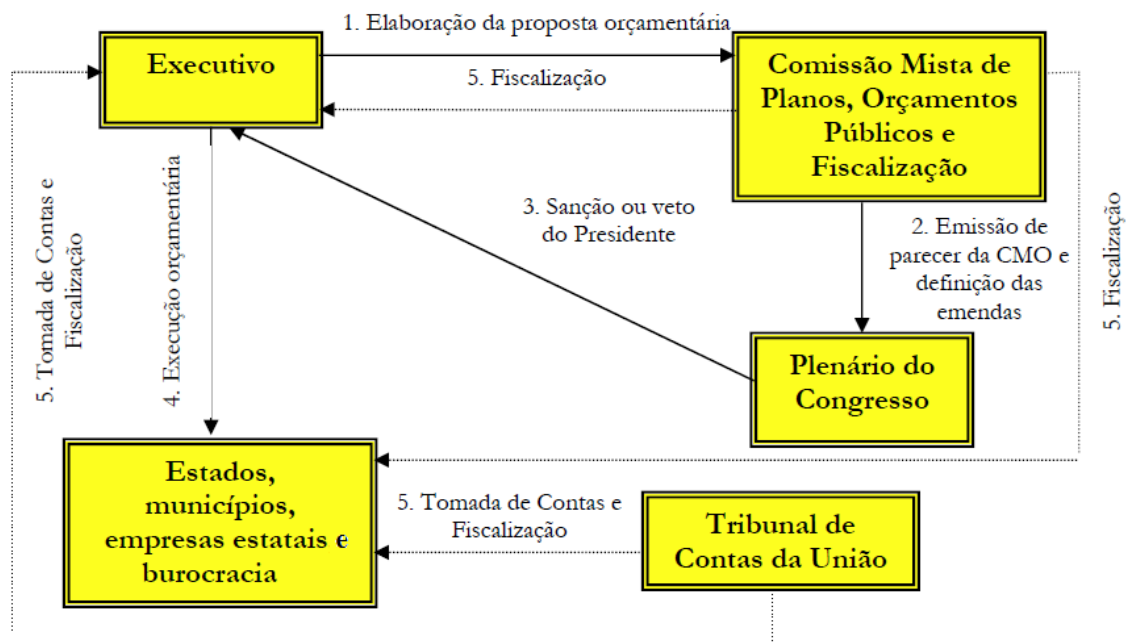 1. Elaboração da proposta orçamentária
Executivo
5. Fiscalização
Comissão Mista de
Planos, Orçamentos
Públicos e
Fiscalização
5. Tomada de Contas e
Fiscalização
4. Execução orçamentária
3. Sanção ou veto
do Presidente
2. Emissão de
parecer da CMO e
definição das
emendas
5. Fiscalização
Plenário do
Congresso
Estados,
municípios,
empresas estatais e
burocracia
5. Tomada de Contas e
Fiscalização
Tribunal de
Contas da União